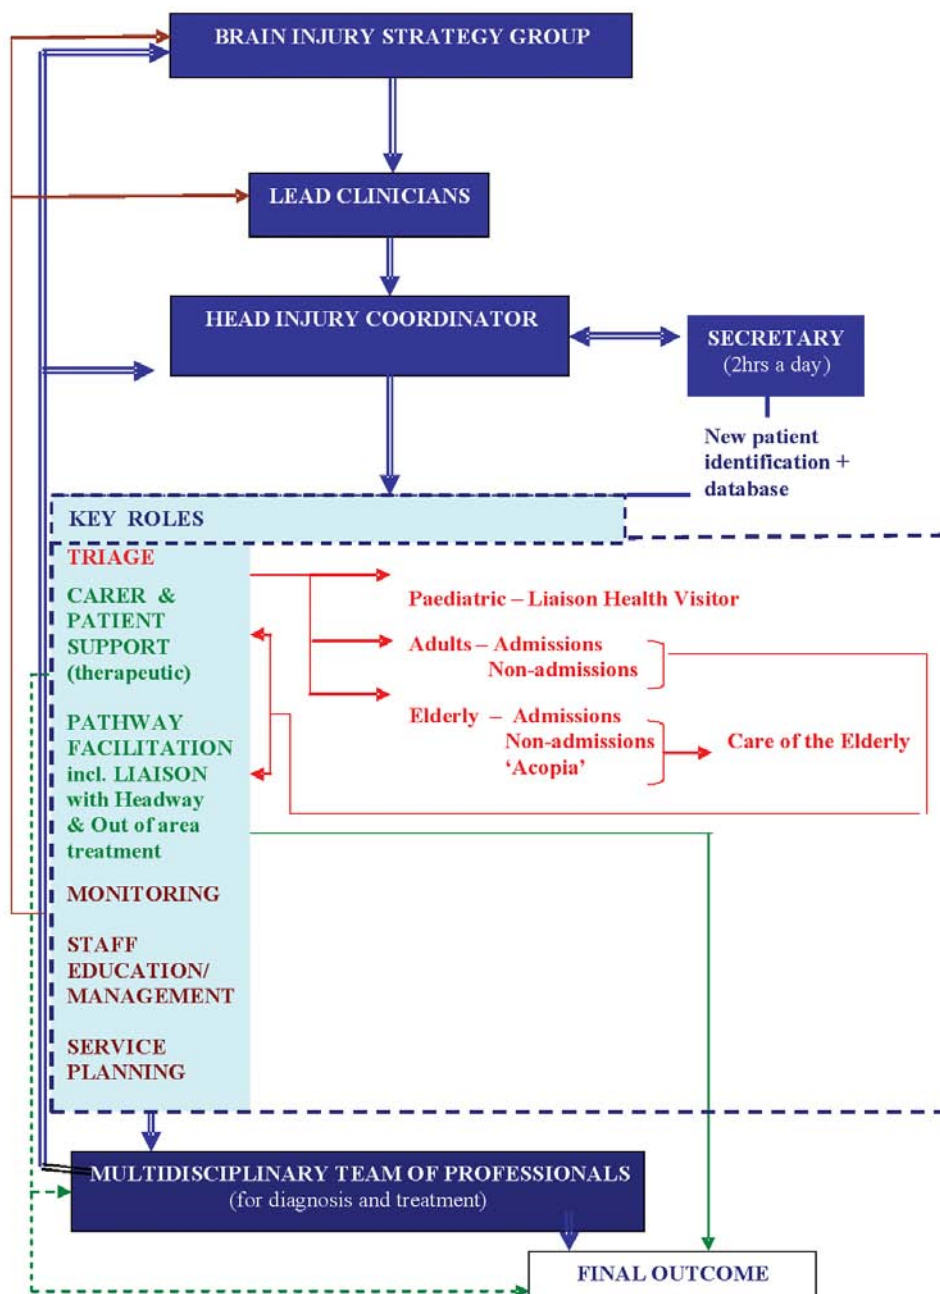 BRAIN INJURY STRATEGY GROUP
LEAD CLINICIANS
HEAD INJURY COORDINATOR
SECRETARY
(2hrs a day)
New patient
identification +
database
KEY ROLES
TRIAGE
CARER &
PATIENT
SUPPORT
(therapeutic)
PATHWAY
FACILITATION
incl. LIAISON
with Headway
& Out of area
treatment
MONITORING
STAFF
EDUCATION/
MANAGEMENT
SERVICE
PLANNING
Paediatric – Liaison Health Visitor
Adults – Admissions
Non-admissions
Elderly – Admissions
Non-admissions
‘Acopia’
Care of the Elderly
MULTIDISCIPLINARY TEAM OF PROFESSIONALS
(for diagnosis and treatment)
FINAL OUTCOME